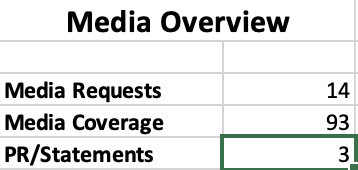 Media Overview
Media Requests 14
Media Coverage 93
PR/Statements 3